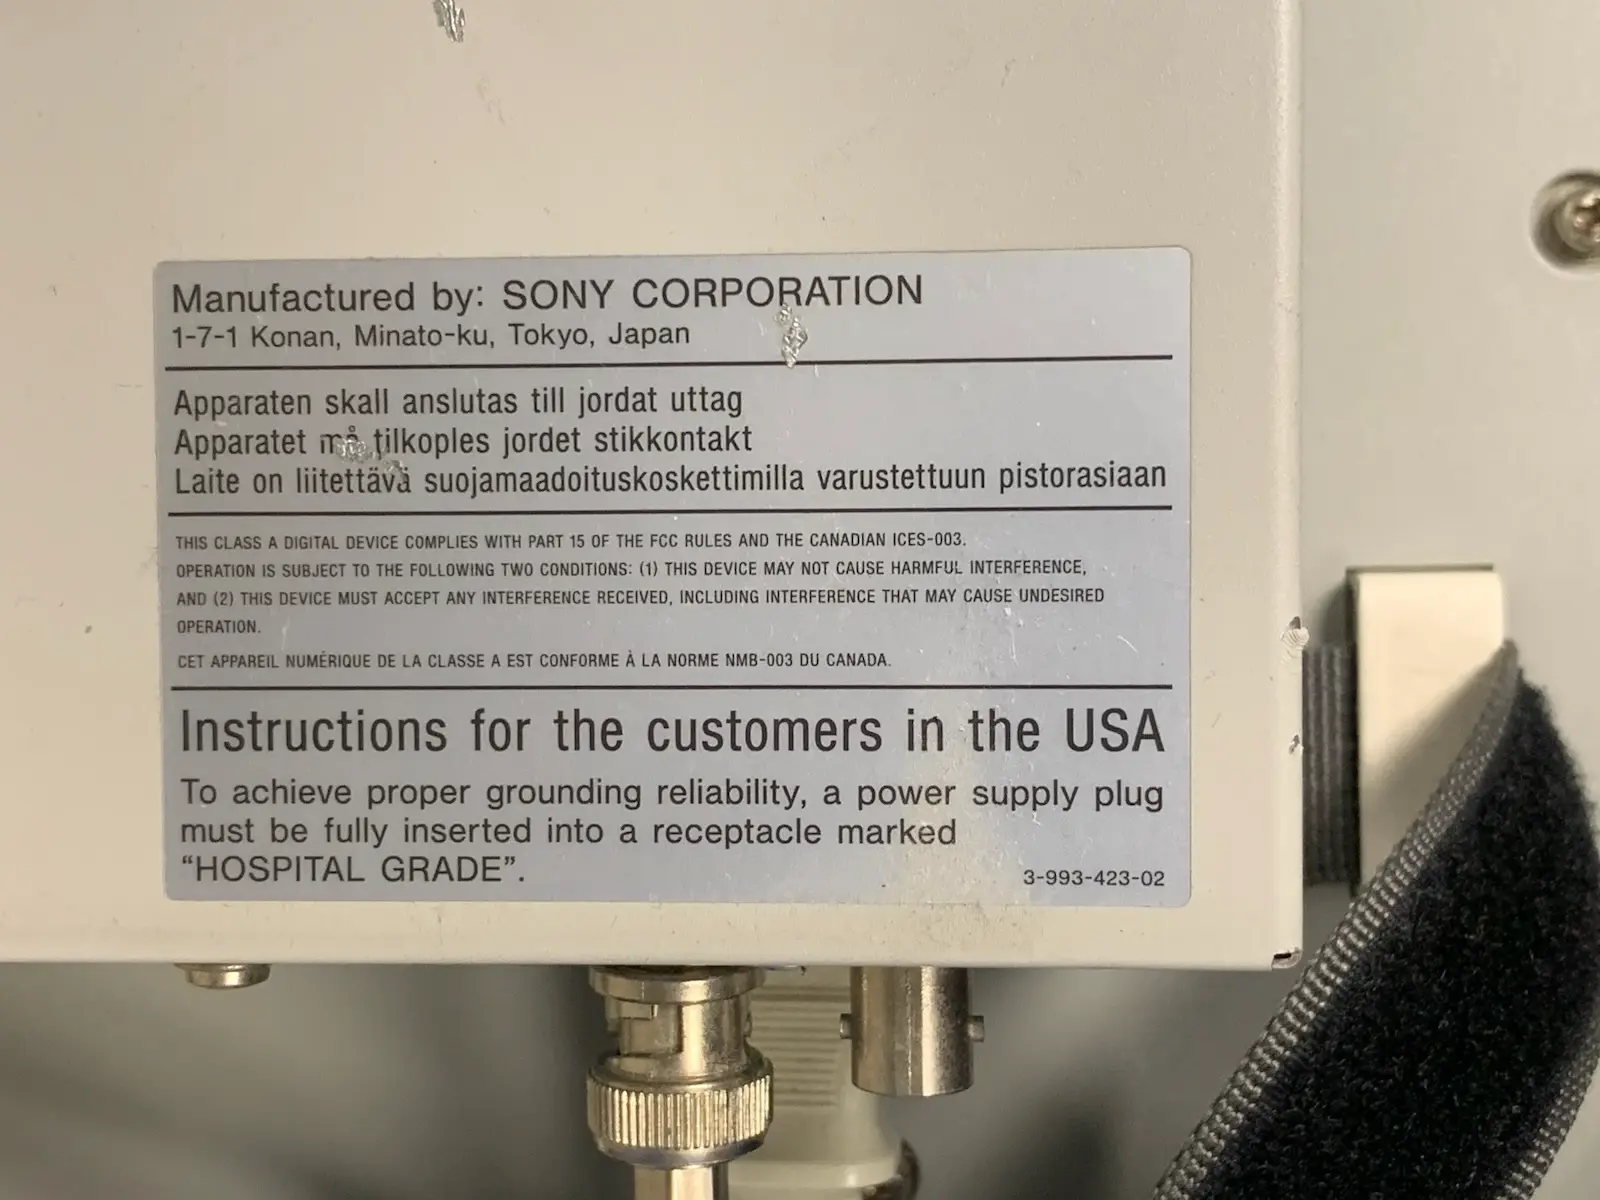 Manufactured by: SONY CORPORATION
1-7-1 Konan, Minato-ku, Tokyo, Japan
Apparaten skall anslutas till jordat uttag
Apparatet må tilkoples jordet stikkontakt
Laite on liitettävä suojamaadoituskoskettimilla varustettuun pistorasiaan
THIS CLASS A DIGITAL DEVICE COMPLIES WITH PART 15 OF THE FCC RULES AND THE CANADIAN ICES-003.
OPERATION IS SUBJECT TO THE FOLLOWING TWO CONDITIONS: (1) THIS DEVICE MAY NOT CAUSE HARMFUL INTERFERENCE,
AND (2) THIS DEVICE MUST ACCEPT ANY INTERFERENCE RECEIVED, INCLUDING INTERFERENCE THAT MAY CAUSE UNDESIRED
OPERATION.
CET APPAREIL NUMÉRIQUE DE LA CLASSE A EST CONFORME À LA NORME NMB-003 DU CANADA.
Instructions for the customers in the USA
To achieve proper grounding reliability, a power supply plug
must be fully inserted into a receptacle marked
“HOSPITAL GRADE”.
3-993-423-02